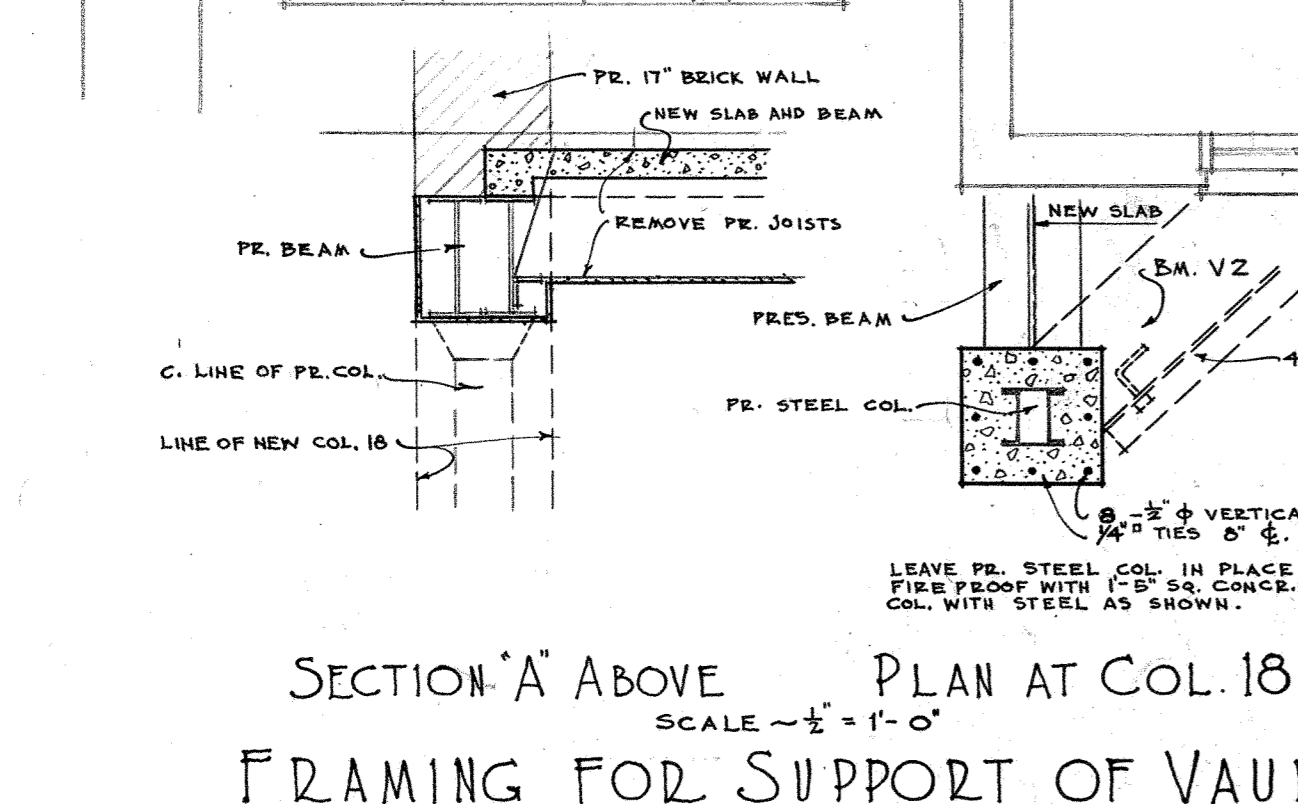 PR. 17" BRICK WALL
NEW SLAB AND BEAM
REMOVE PR. JOISTS
PR. BEAM
C. LINE OF PR. COL.
LINE OF NEW COL. 18
NEW SLAB
BM. V2
PRES. BEAM
4
PR. STEEL COL.
8 - ½" φ VERTICA
¼" □ TIES 8" ℄.
LEAVE PR. STEEL COL. IN PLACE
FIRE PROOF WITH 1'-5" SQ. CONCR.
COL. WITH STEEL AS SHOWN.
SECTION "A" ABOVE
PLAN AT COL. 18
SCALE ~ ½" = 1'-0"
FRAMING FOR SUPPORT OF VAU